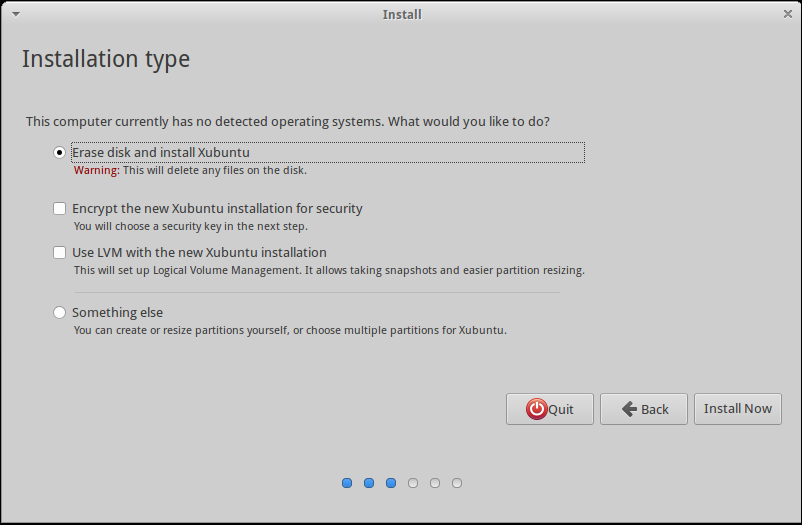 Install
Installation type
This computer currently has no detected operating systems. What would you like to do?
Erase disk and install Xubuntu
Warning: This will delete any files on the disk.
Encrypt the new Xubuntu installation for security
You will choose a security key in the next step.
Use LVM with the new Xubuntu installation
This will set up Logical Volume Management. It allows taking snapshots and easier partition resizing.
Something else
You can create or resize partitions yourself, or choose multiple partitions for Xubuntu.
Quit Back Install Now